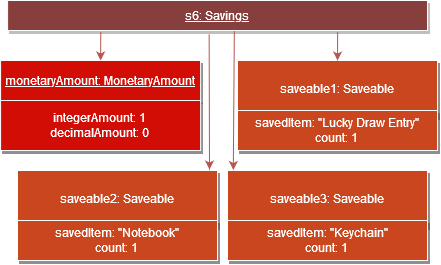 s6: Savings
monetaryAmount: MonetaryAmount
integerAmount: 1
decimalAmount: 0
saveable1: Saveable
savedItem: "Lucky Draw Entry"
count: 1
saveable2: Saveable
savedItem: "Notebook"
count: 1
saveable3: Saveable
savedItem: "Keychain"
count: 1